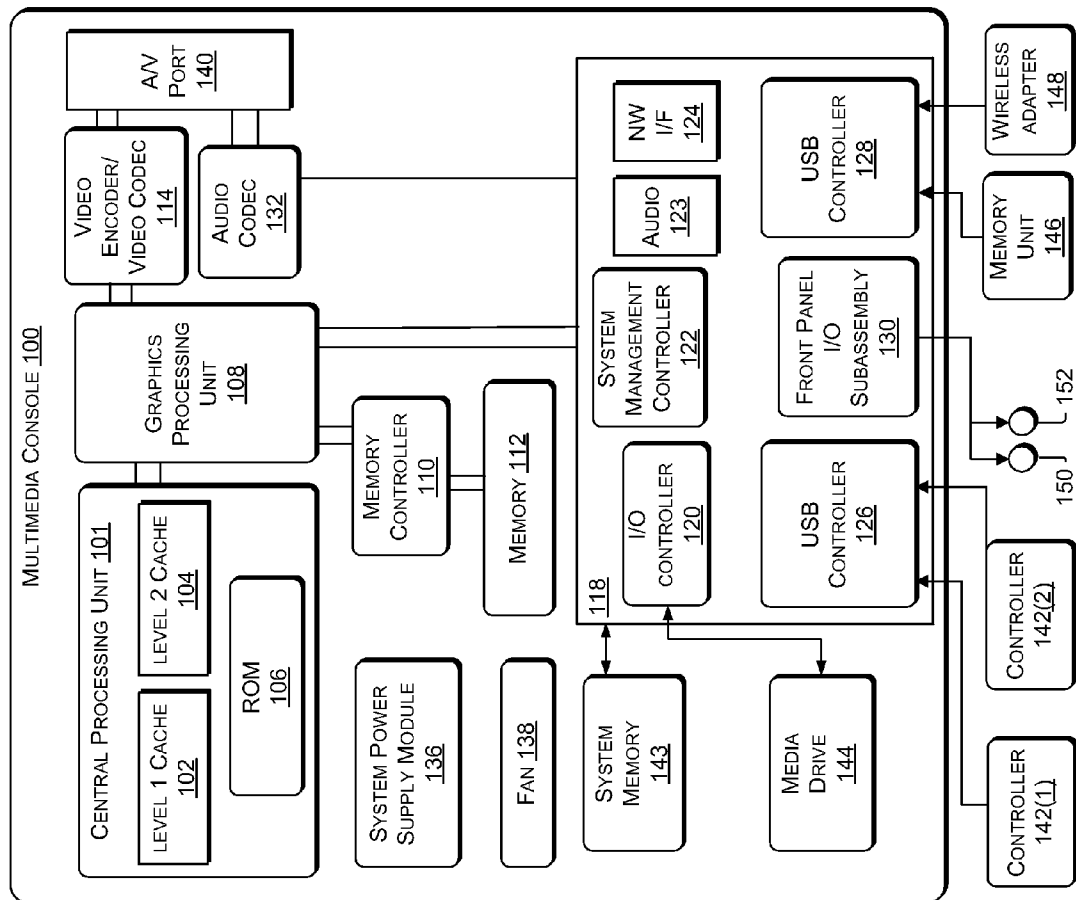 MULTIMEDIA CONSOLE 100
CENTRAL PROCESSING UNIT 101
LEVEL 1 CACHE
102
LEVEL 2 CACHE
104
ROM
106
GRAPHICS
PROCESSING
UNIT
108
VIDEO
ENCODER/
VIDEO CODEC
114
A/V
PORT
140
AUDIO
CODEC
132
MEMORY
CONTROLLER
110
MEMORY 112
SYSTEM POWER
SUPPLY MODULE
136
FAN 138
SYSTEM
MEMORY
143
MEDIA
DRIVE
144
118
I/O
CONTROLLER
120
SYSTEM
MANAGEMENT
CONTROLLER
122
AUDIO
123
NW
I/F
124
USB
CONTROLLER
126
FRONT PANEL
I/O
SUBASSEMBLY
130
USB
CONTROLLER
128
CONTROLLER
142(1)
CONTROLLER
142(2)
150
152
MEMORY
UNIT
146
WIRELESS
ADAPTER
148